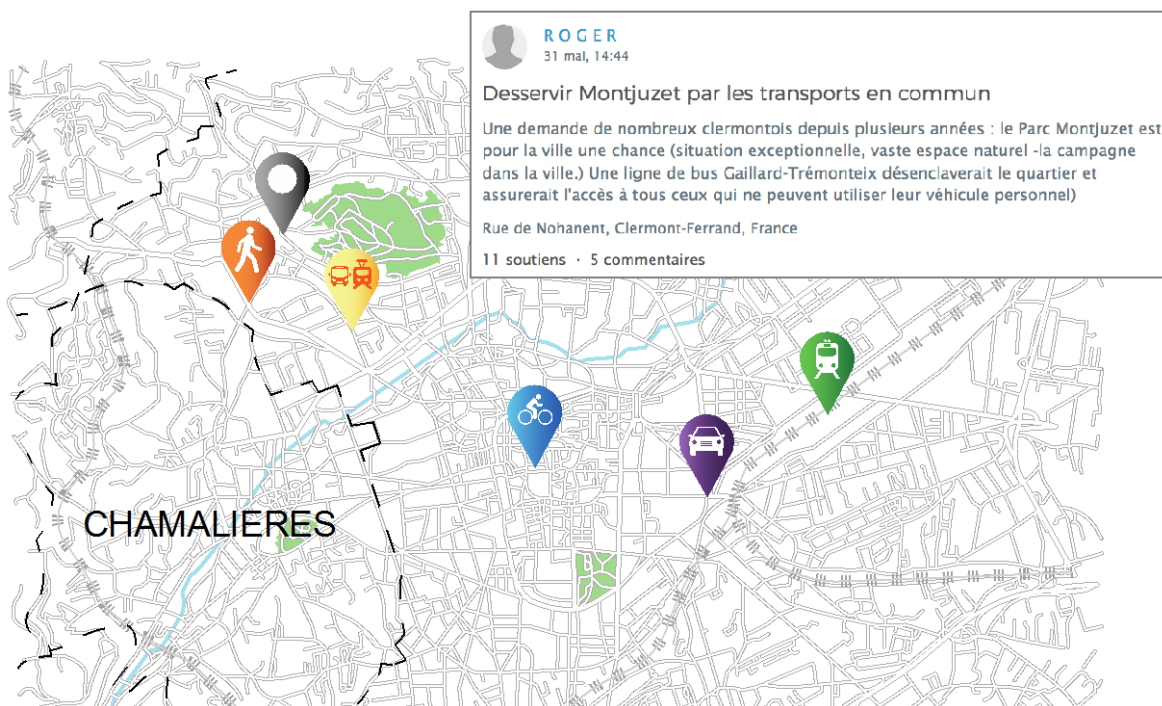 ROGER
31 mai, 14:44
Desservir Montjuzet par les transports en commun
Une demande de nombreux clermontois depuis plusieurs années : le Parc Montjuzet est
pour la ville une chance (situation exceptionnelle, vaste espace naturel -la campagne
dans la ville.) Une ligne de bus Gaillard-Trémonteix désenclaverait le quartier et
assurerait l'accès à tous ceux qui ne peuvent utiliser leur véhicule personnel)
Rue de Nohanent, Clermont-Ferrand, France
11 soutiens · 5 commentaires
CHAMALIERES